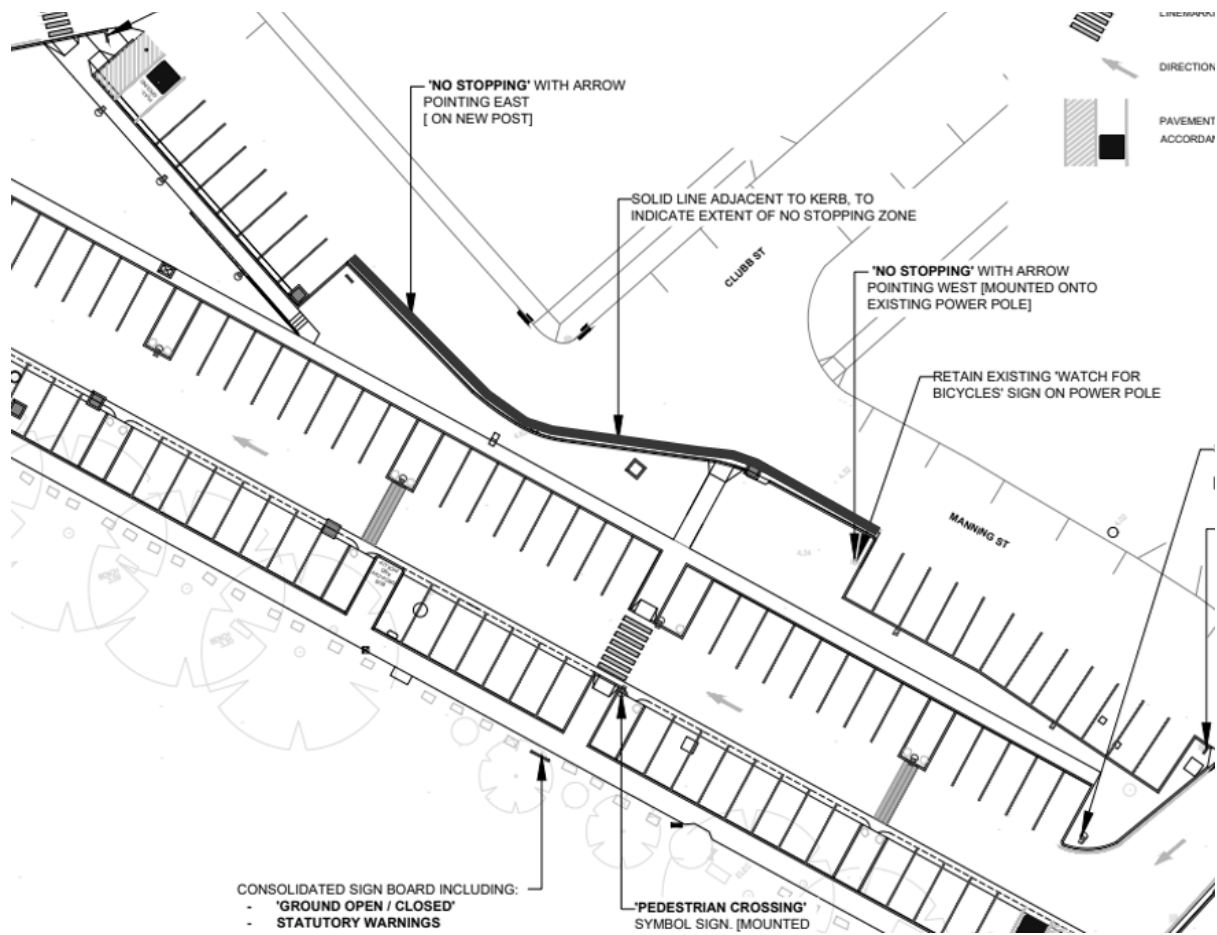 LINEMARKI
DIRECTION
PAVEMENT
ACCORDAN
'NO STOPPING' WITH ARROW
POINTING EAST
[ ON NEW POST]
SOLID LINE ADJACENT TO KERB, TO
INDICATE EXTENT OF NO STOPPING ZONE
CLUBB ST
'NO STOPPING' WITH ARROW
POINTING WEST [MOUNTED ONTO
EXISTING POWER POLE]
RETAIN EXISTING 'WATCH FOR
BICYCLES' SIGN ON POWER POLE
MANNING ST
CONSOLIDATED SIGN BOARD INCLUDING:
- 'GROUND OPEN / CLOSED'
- STATUTORY WARNINGS
'PEDESTRIAN CROSSING'
SYMBOL SIGN. [MOUNTED